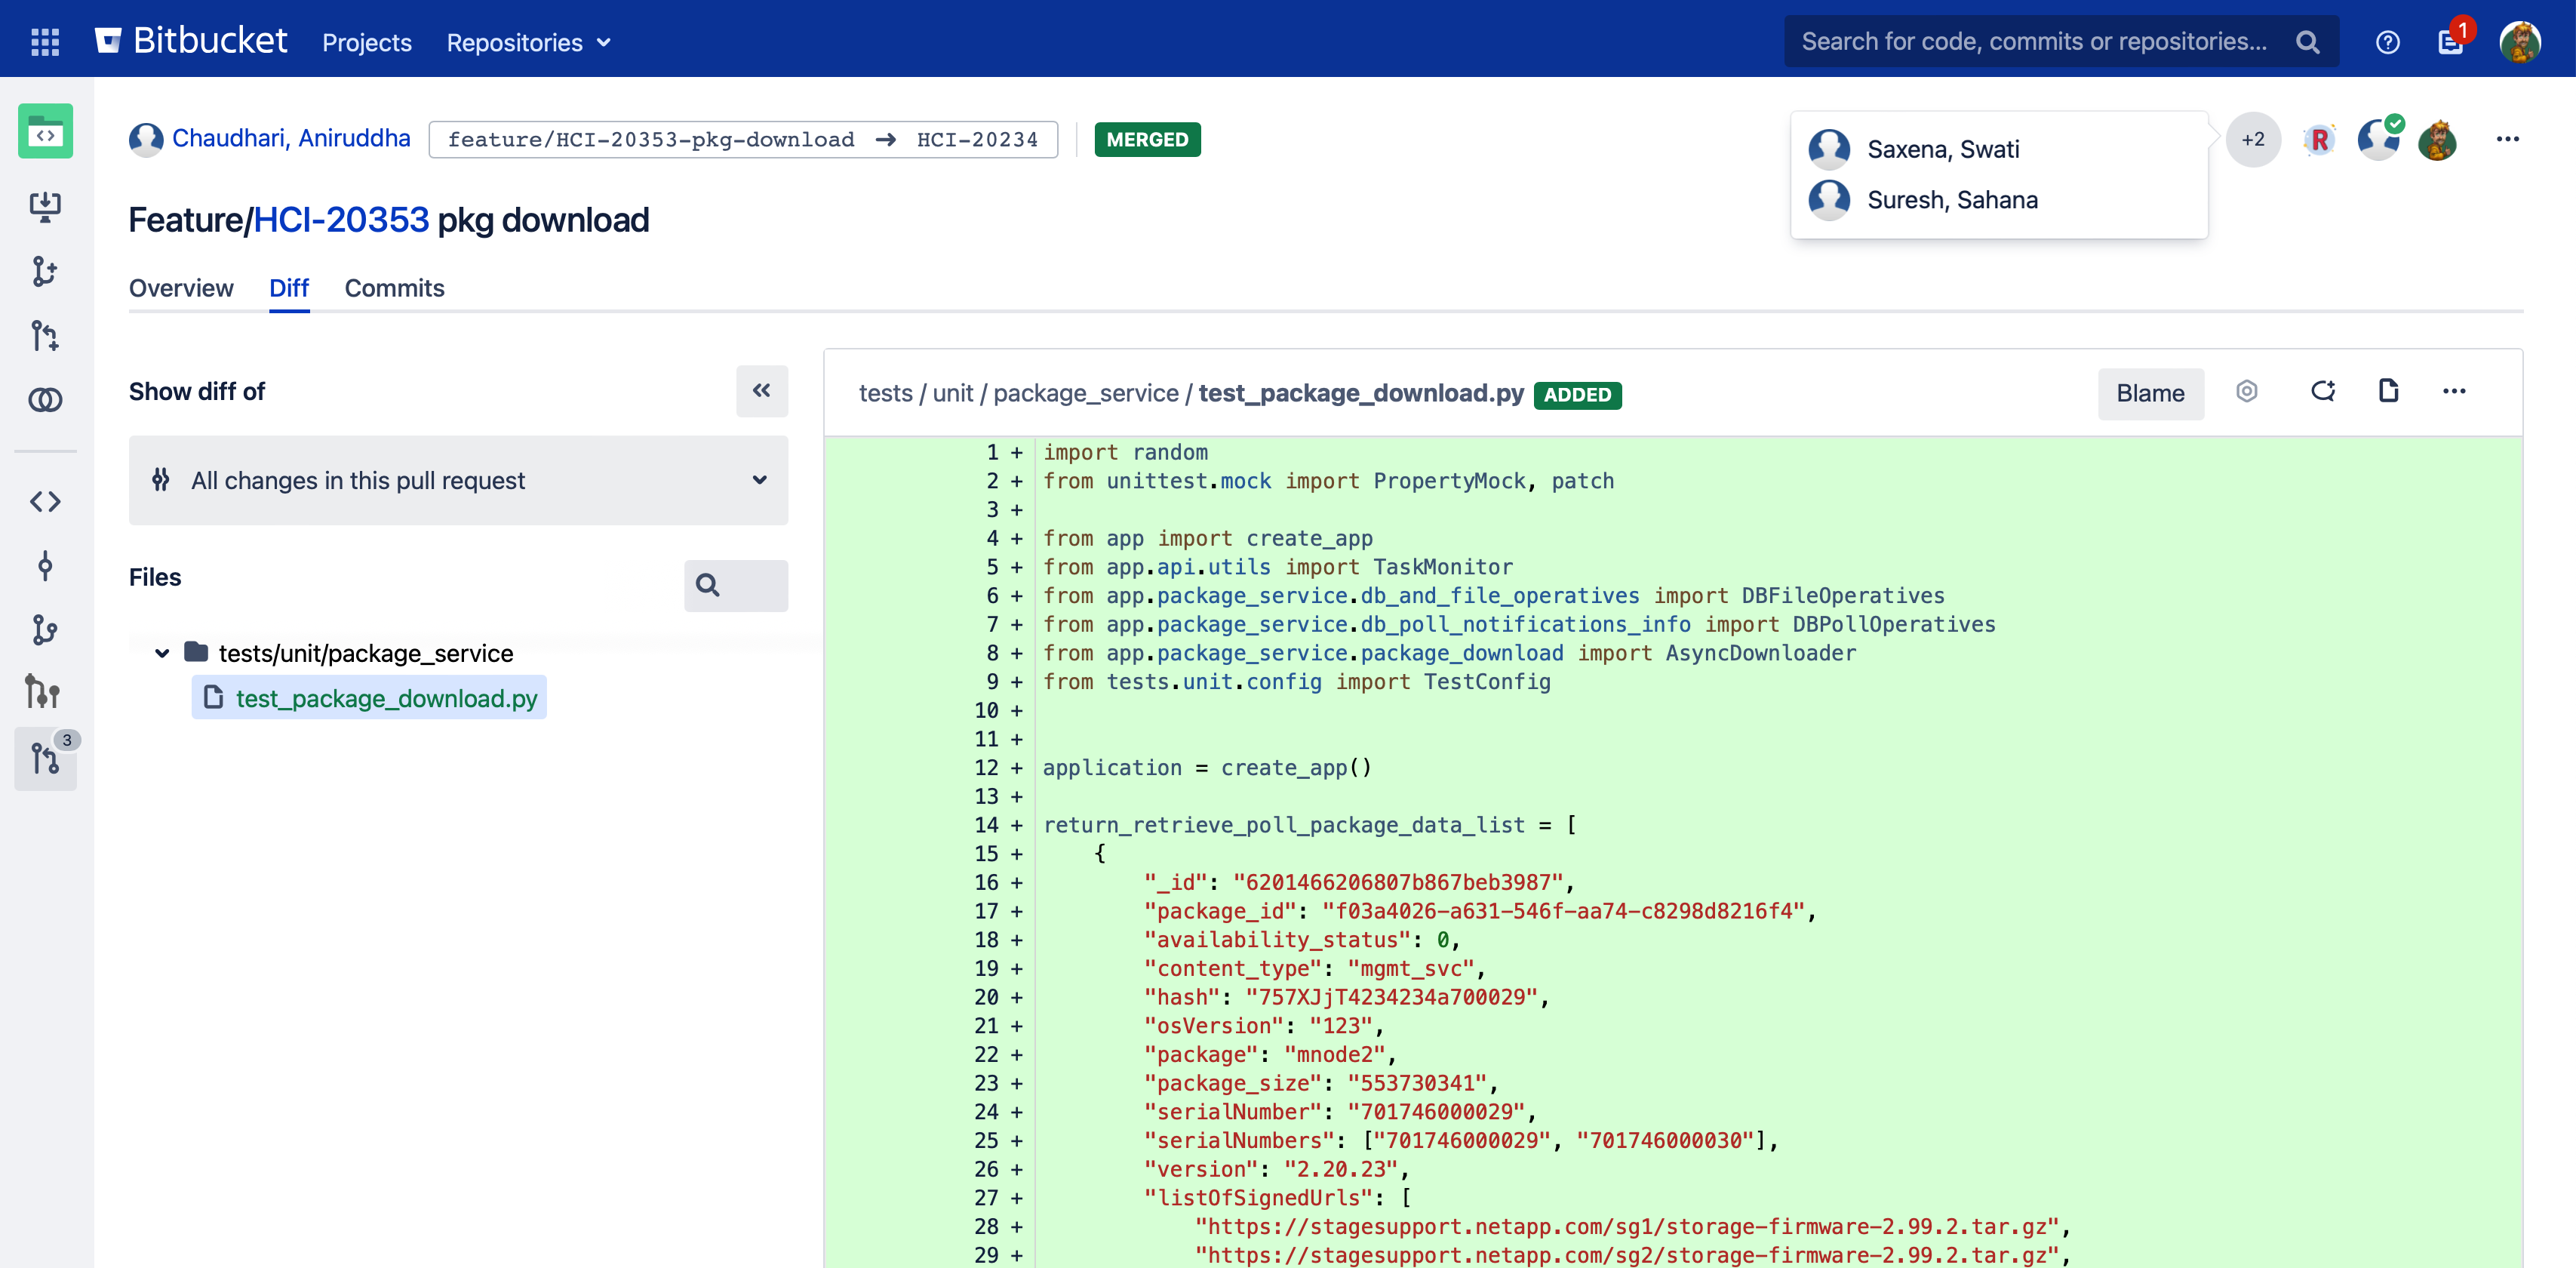 Bitbucket Projects Repositories Search for code, commits or repositories... 1
Chaudhari, Aniruddha feature/HCI-20353-pkg-download → HCI-20234 MERGED
Saxena, Swati
Suresh, Sahana
+2 R
Feature/HCI-20353 pkg download
Overview Diff Commits
Show diff of
All changes in this pull request
Files
tests/unit/package_service
test_package_download.py
3
tests / unit / package_service / test_package_download.py ADDED Blame
1 + import random
2 + from unittest.mock import PropertyMock, patch
3 +
4 + from app import create_app
5 + from app.api.utils import TaskMonitor
6 + from app.package_service.db_and_file_operatives import DBFileOperatives
7 + from app.package_service.db_poll_notifications_info import DBPollOperatives
8 + from app.package_service.package_download import AsyncDownloader
9 + from tests.unit.config import TestConfig
10 +
11 +
12 + application = create_app()
13 +
14 + return_retrieve_poll_package_data_list = [
15 + {
16 + "_id": "6201466206807b867beb3987",
17 + "package_id": "f03a4026-a631-546f-aa74-c8298d8216f4",
18 + "availability_status": 0,
19 + "content_type": "mgmt_svc",
20 + "hash": "757XJjT4234234a700029",
21 + "osVersion": "123",
22 + "package": "mnode2",
23 + "package_size": "553730341",
24 + "serialNumber": "701746000029",
25 + "serialNumbers": ["701746000029", "701746000030"],
26 + "version": "2.20.23",
27 + "listOfSignedUrls": [
28 + "https://stagesupport.netapp.com/sg1/storage-firmware-2.99.2.tar.gz",
29 + "https://stagesupport.netapp.com/sg2/storage-firmware-2.99.2.tar.gz",